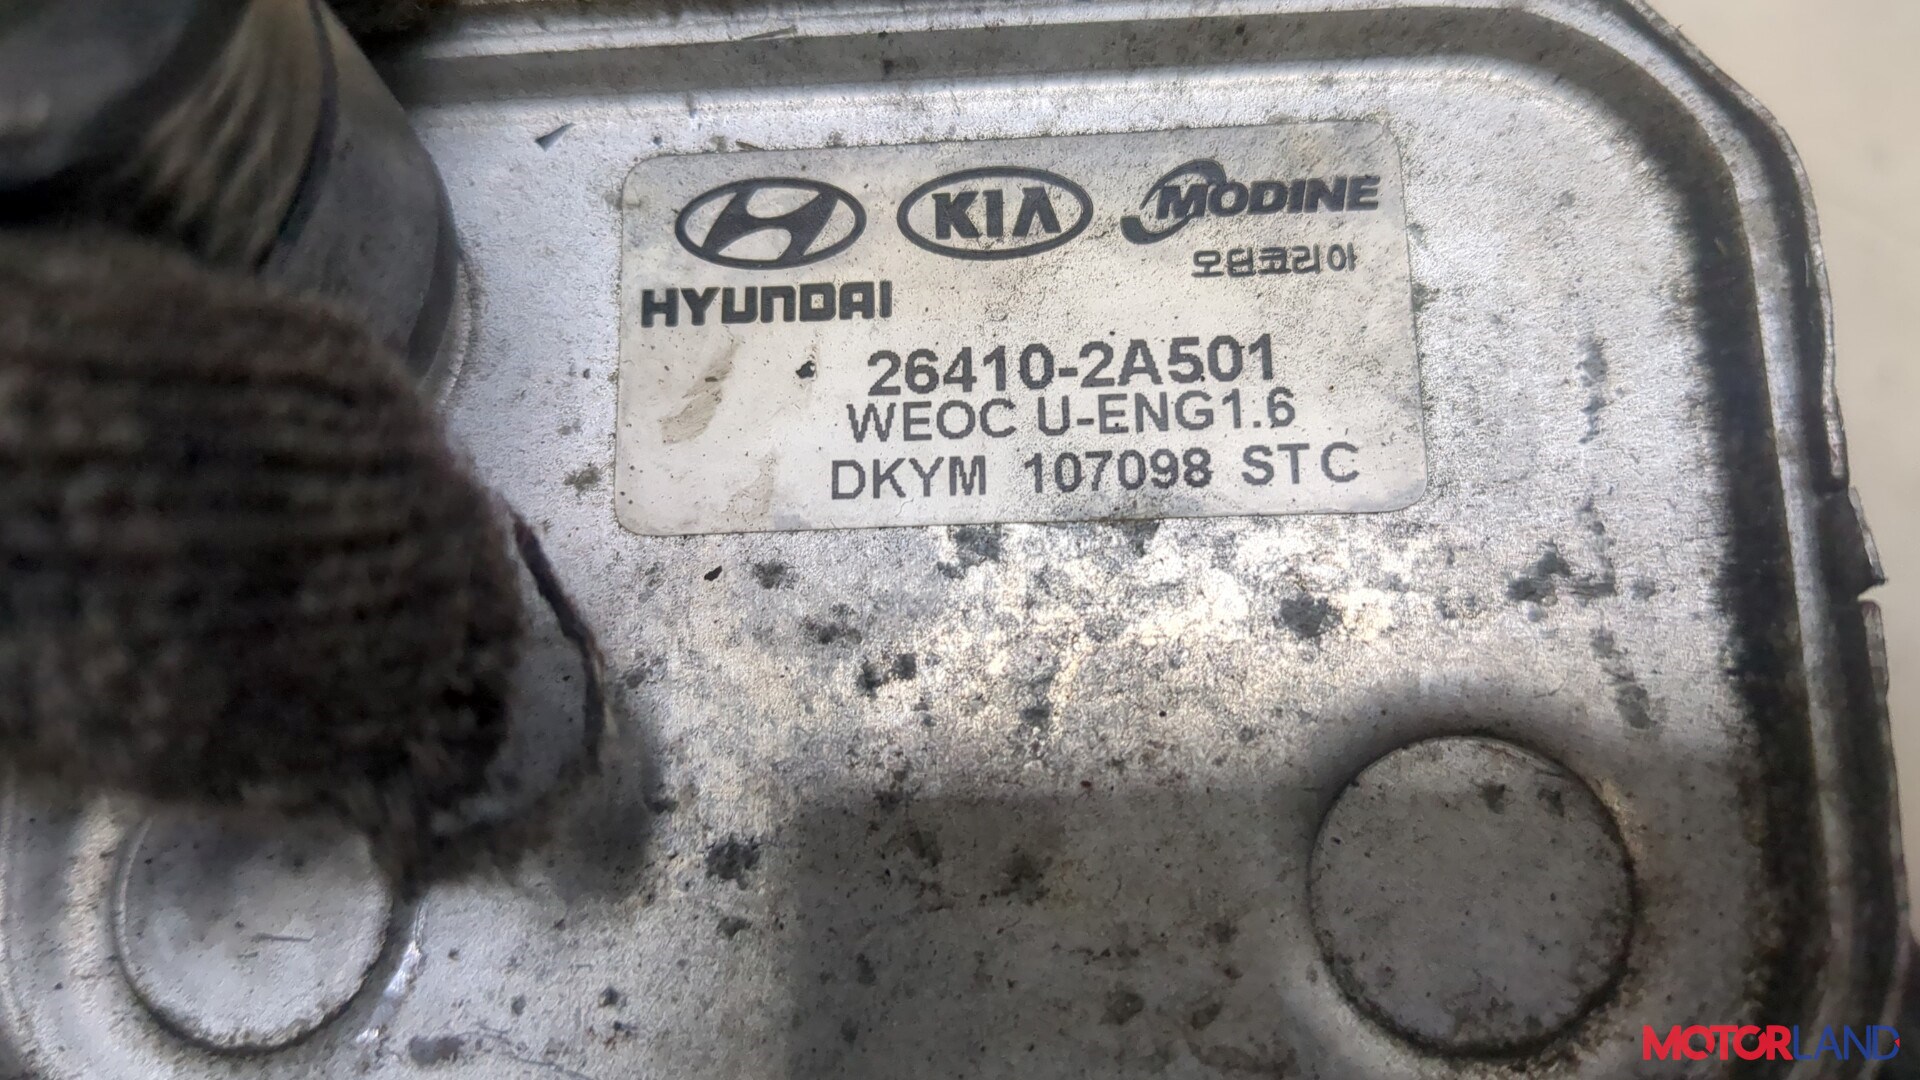 KIA MODINE
모딘코리아
HYUNDAI
26410-2A501
WEOC U-ENG1.6
DKYM 107098 STC
MOTORLAND